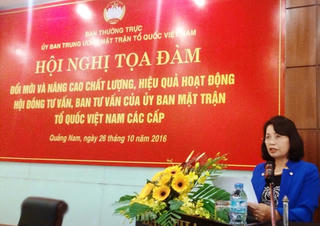 BAN THƯỜNG TRỰC
ỦY BAN TRUNG ƯƠNG MẶT TRẬN TỔ QUỐC VIỆT NAM
HỘI NGHỊ TỌA ĐÀM
ĐỔI MỚI VÀ NÂNG CAO CHẤT LƯỢNG, HIỆU QUẢ HOẠT ĐỘNG
HỘI ĐỒNG TƯ VẤN, BAN TƯ VẤN CỦA ỦY BAN MẶT TRẬN
TỔ QUỐC VIỆT NAM CÁC CẤP
Quảng Nam, ngày 26 tháng 10 năm 2016